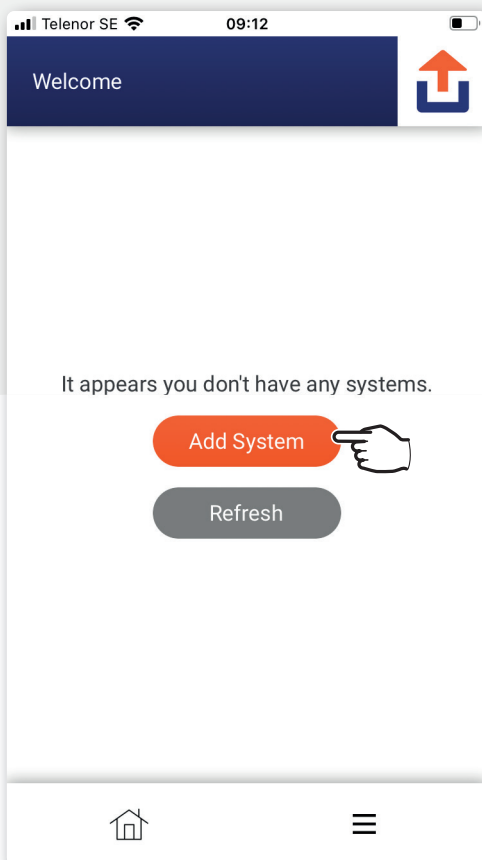 Telenor SE 09:12
Welcome
It appears you don't have any systems.
Add System
Refresh